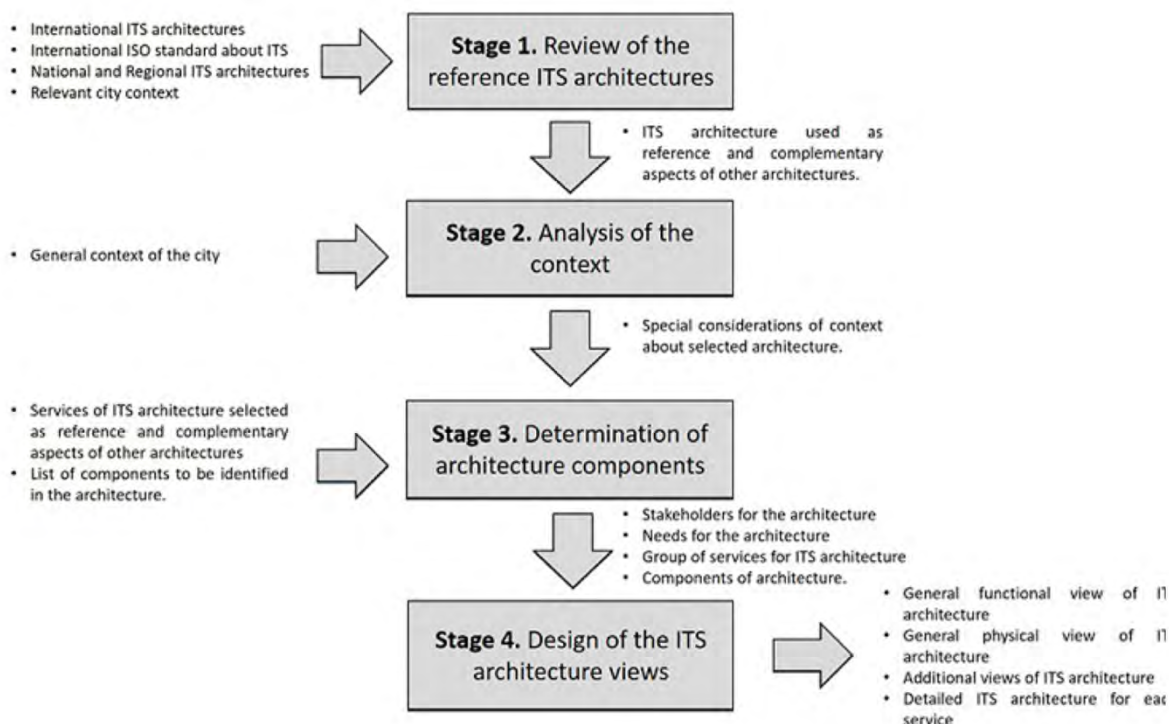 • International ITS architectures
• International ISO standard about ITS
• National and Regional ITS architectures
• Relevant city context
Stage 1. Review of the
reference ITS architectures
• ITS architecture used as
reference and complementary
aspects of other architectures.
• General context of the city
Stage 2. Analysis of the
context
• Special considerations of context
about selected architecture.
• Services of ITS architecture selected
as reference and complementary
aspects of other architectures
• List of components to be identified
in the architecture.
Stage 3. Determination of
architecture components
• Stakeholders for the architecture
• Needs for the architecture
• Group of services for ITS architecture
• Components of architecture.
Stage 4. Design of the ITS
architecture views
• General functional view of
architecture
• General physical view of
architecture
• Additional views of ITS architecture
• Detailed ITS architecture for
service